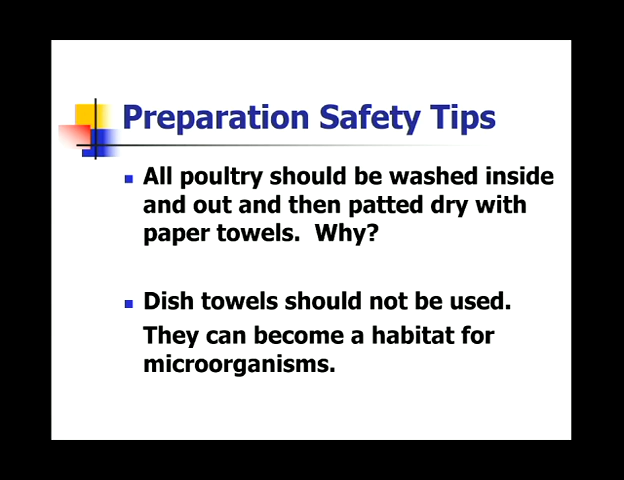 Preparation Safety Tips
All poultry should be washed inside
and out and then patted dry with
paper towels.  Why?
Dish towels should not be used.
They can become a habitat for
microorganisms.